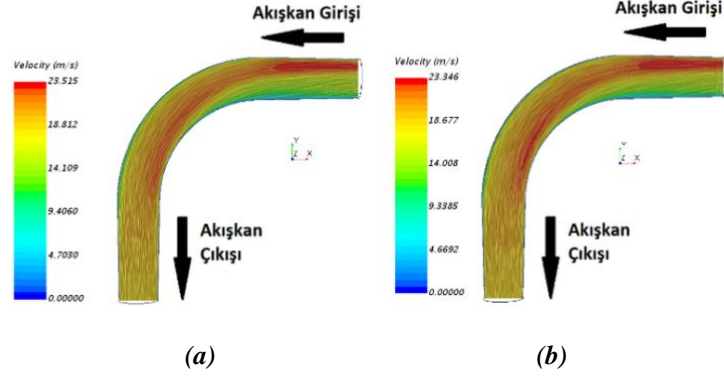 Akışkan Girişi
Velocity (m/s)
23.515
18.812
14.109
9.4060
4.7030
0.00000
Y
Z X
Akışkan
Çıkışı
(a)
Akışkan Girişi
Velocity (m/s)
23.346
18.677
14.008
9.3385
4.6692
0.00000
Y
Z X
Akışkan
Çıkışı
(b)